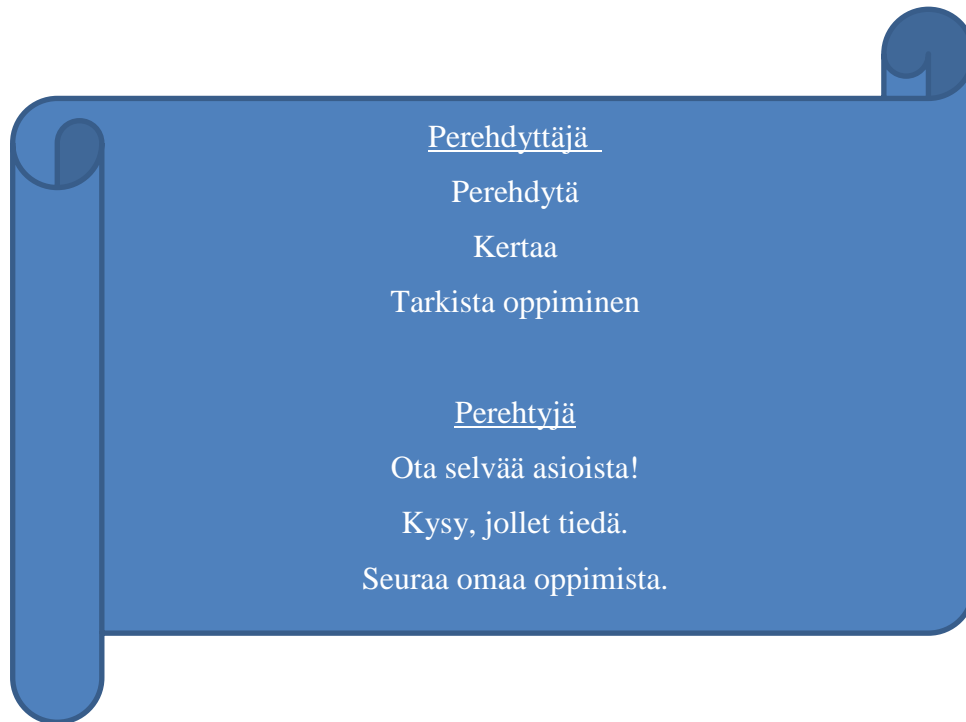 Perehdyttäjä
Perehdytä
Kertaa
Tarkista oppiminen
Perehtyjä
Ota selvää asioista!
Kysy, jollet tiedä.
Seuraa omaa oppimista.